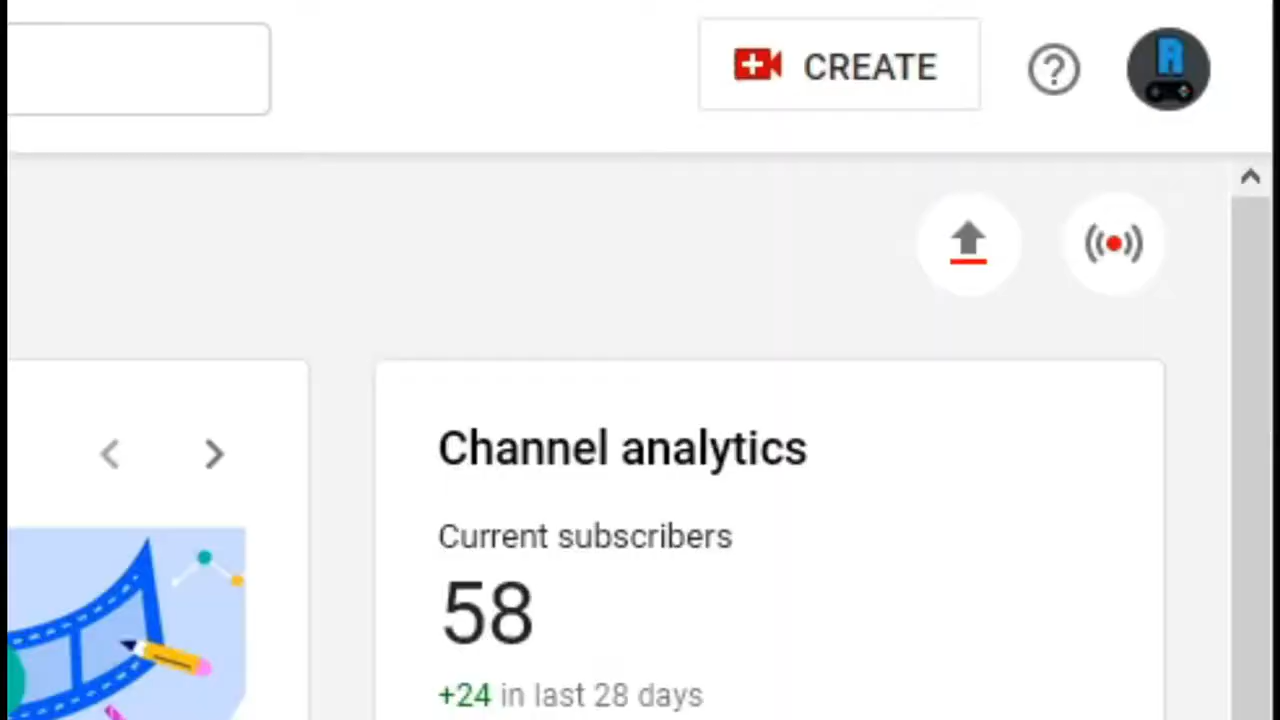 CREATE
R
Channel analytics
Current subscribers
58
+24 in last 28 days